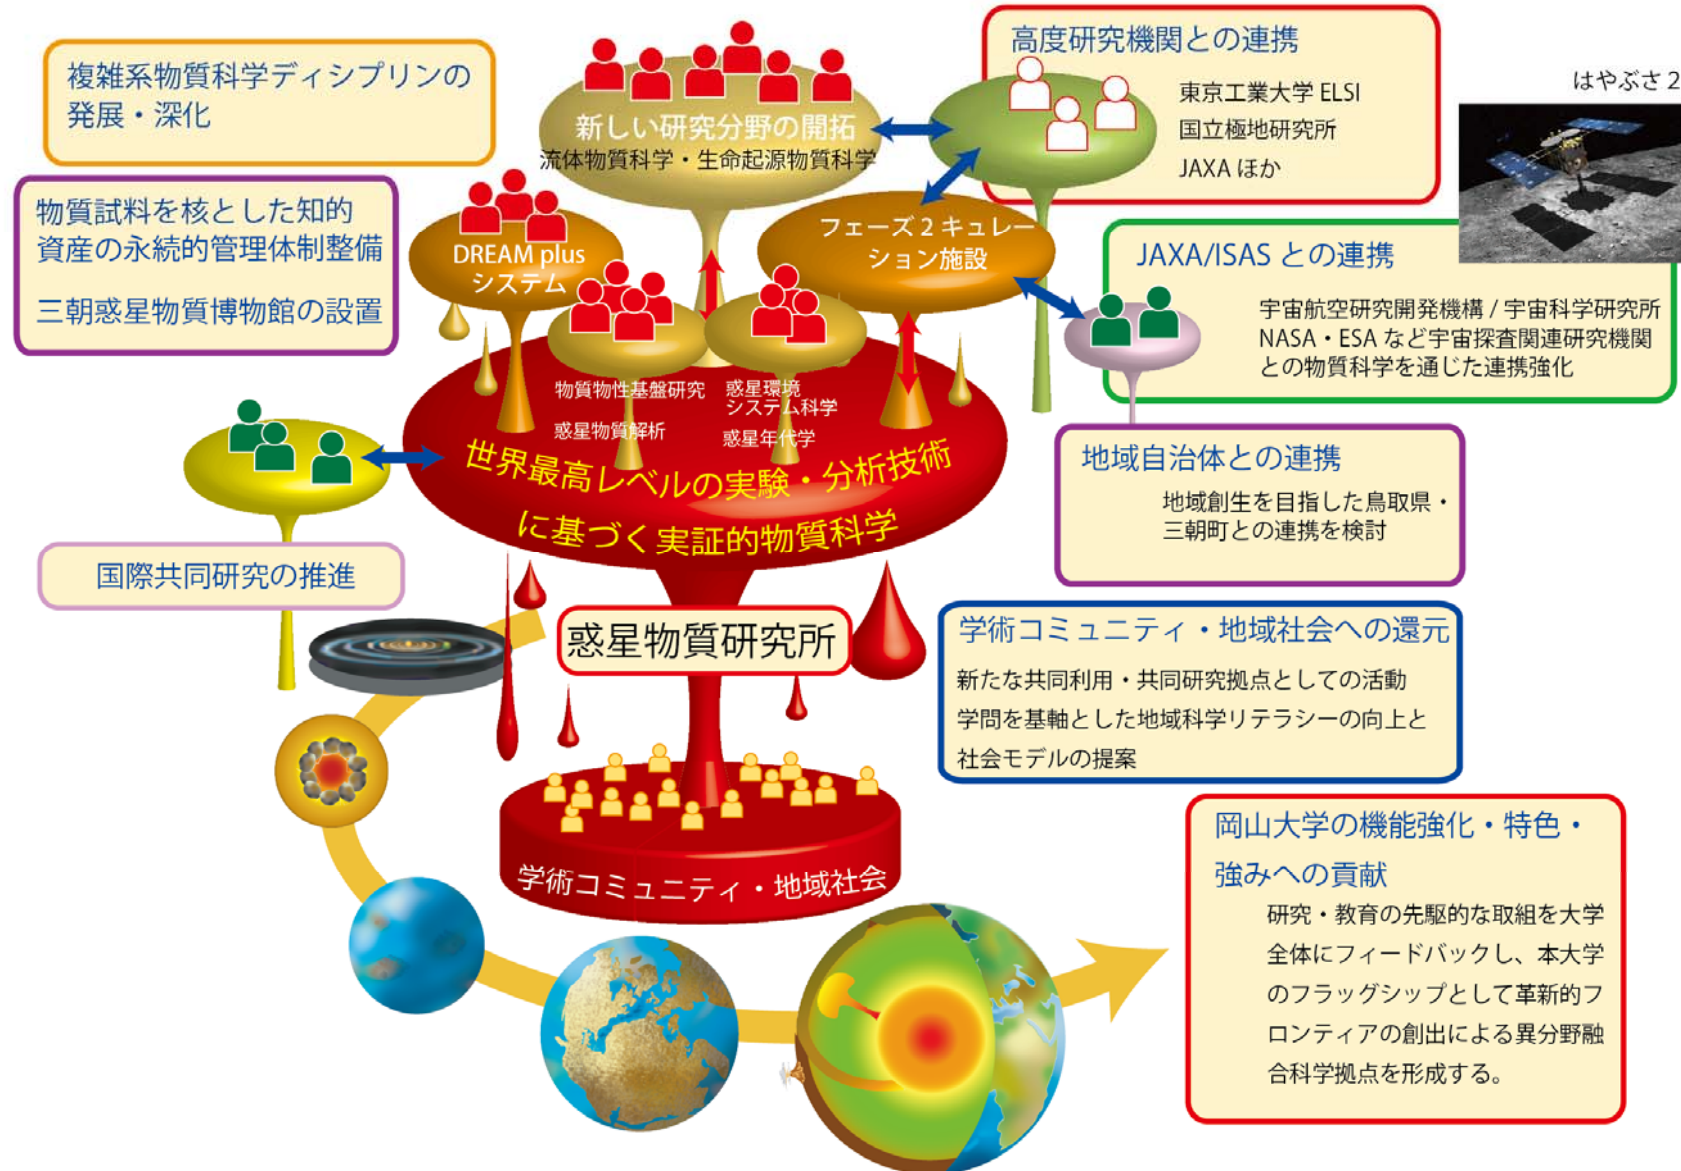 複雑系物質科学ディシプリンの
発展・深化
物質試料を核とした知的
資産の永続的管理体制整備
三朝惑星物質博物館の設置
新しい研究分野の開拓
流体物質科学・生命起源物質科学
高度研究機関との連携
東京工業大学 ELSI
国立極地研究所
JAXA ほか
はやぶさ 2
DREAM plus
システム
フェーズ 2 キュレー
ション施設
JAXA/ISAS との連携
宇宙航空研究開発機構 / 宇宙科学研究所
NASA・ESA など宇宙探査関連研究機関
との物質科学を通じた連携強化
物質物性基盤研究
惑星物質解析
惑星環境
システム科学
惑星年代学
世界最高レベルの実験・分析技術
に基づく実証的物質科学
地域自治体との連携
地域創生を目指した鳥取県・
三朝町との連携を検討
国際共同研究の推進
惑星物質研究所
学術コミュニティ・地域社会への還元
新たな共同利用・共同研究拠点としての活動
学問を基軸とした地域科学リテラシーの向上と
社会モデルの提案
学術コミュニティ・地域社会
岡山大学の機能強化・特色・
強みへの貢献
研究・教育の先駆的な取組を大学
全体にフィードバックし、本大学
のフラッグシップとして革新的フ
ロンティアの創出による異分野融
合科学拠点を形成する。